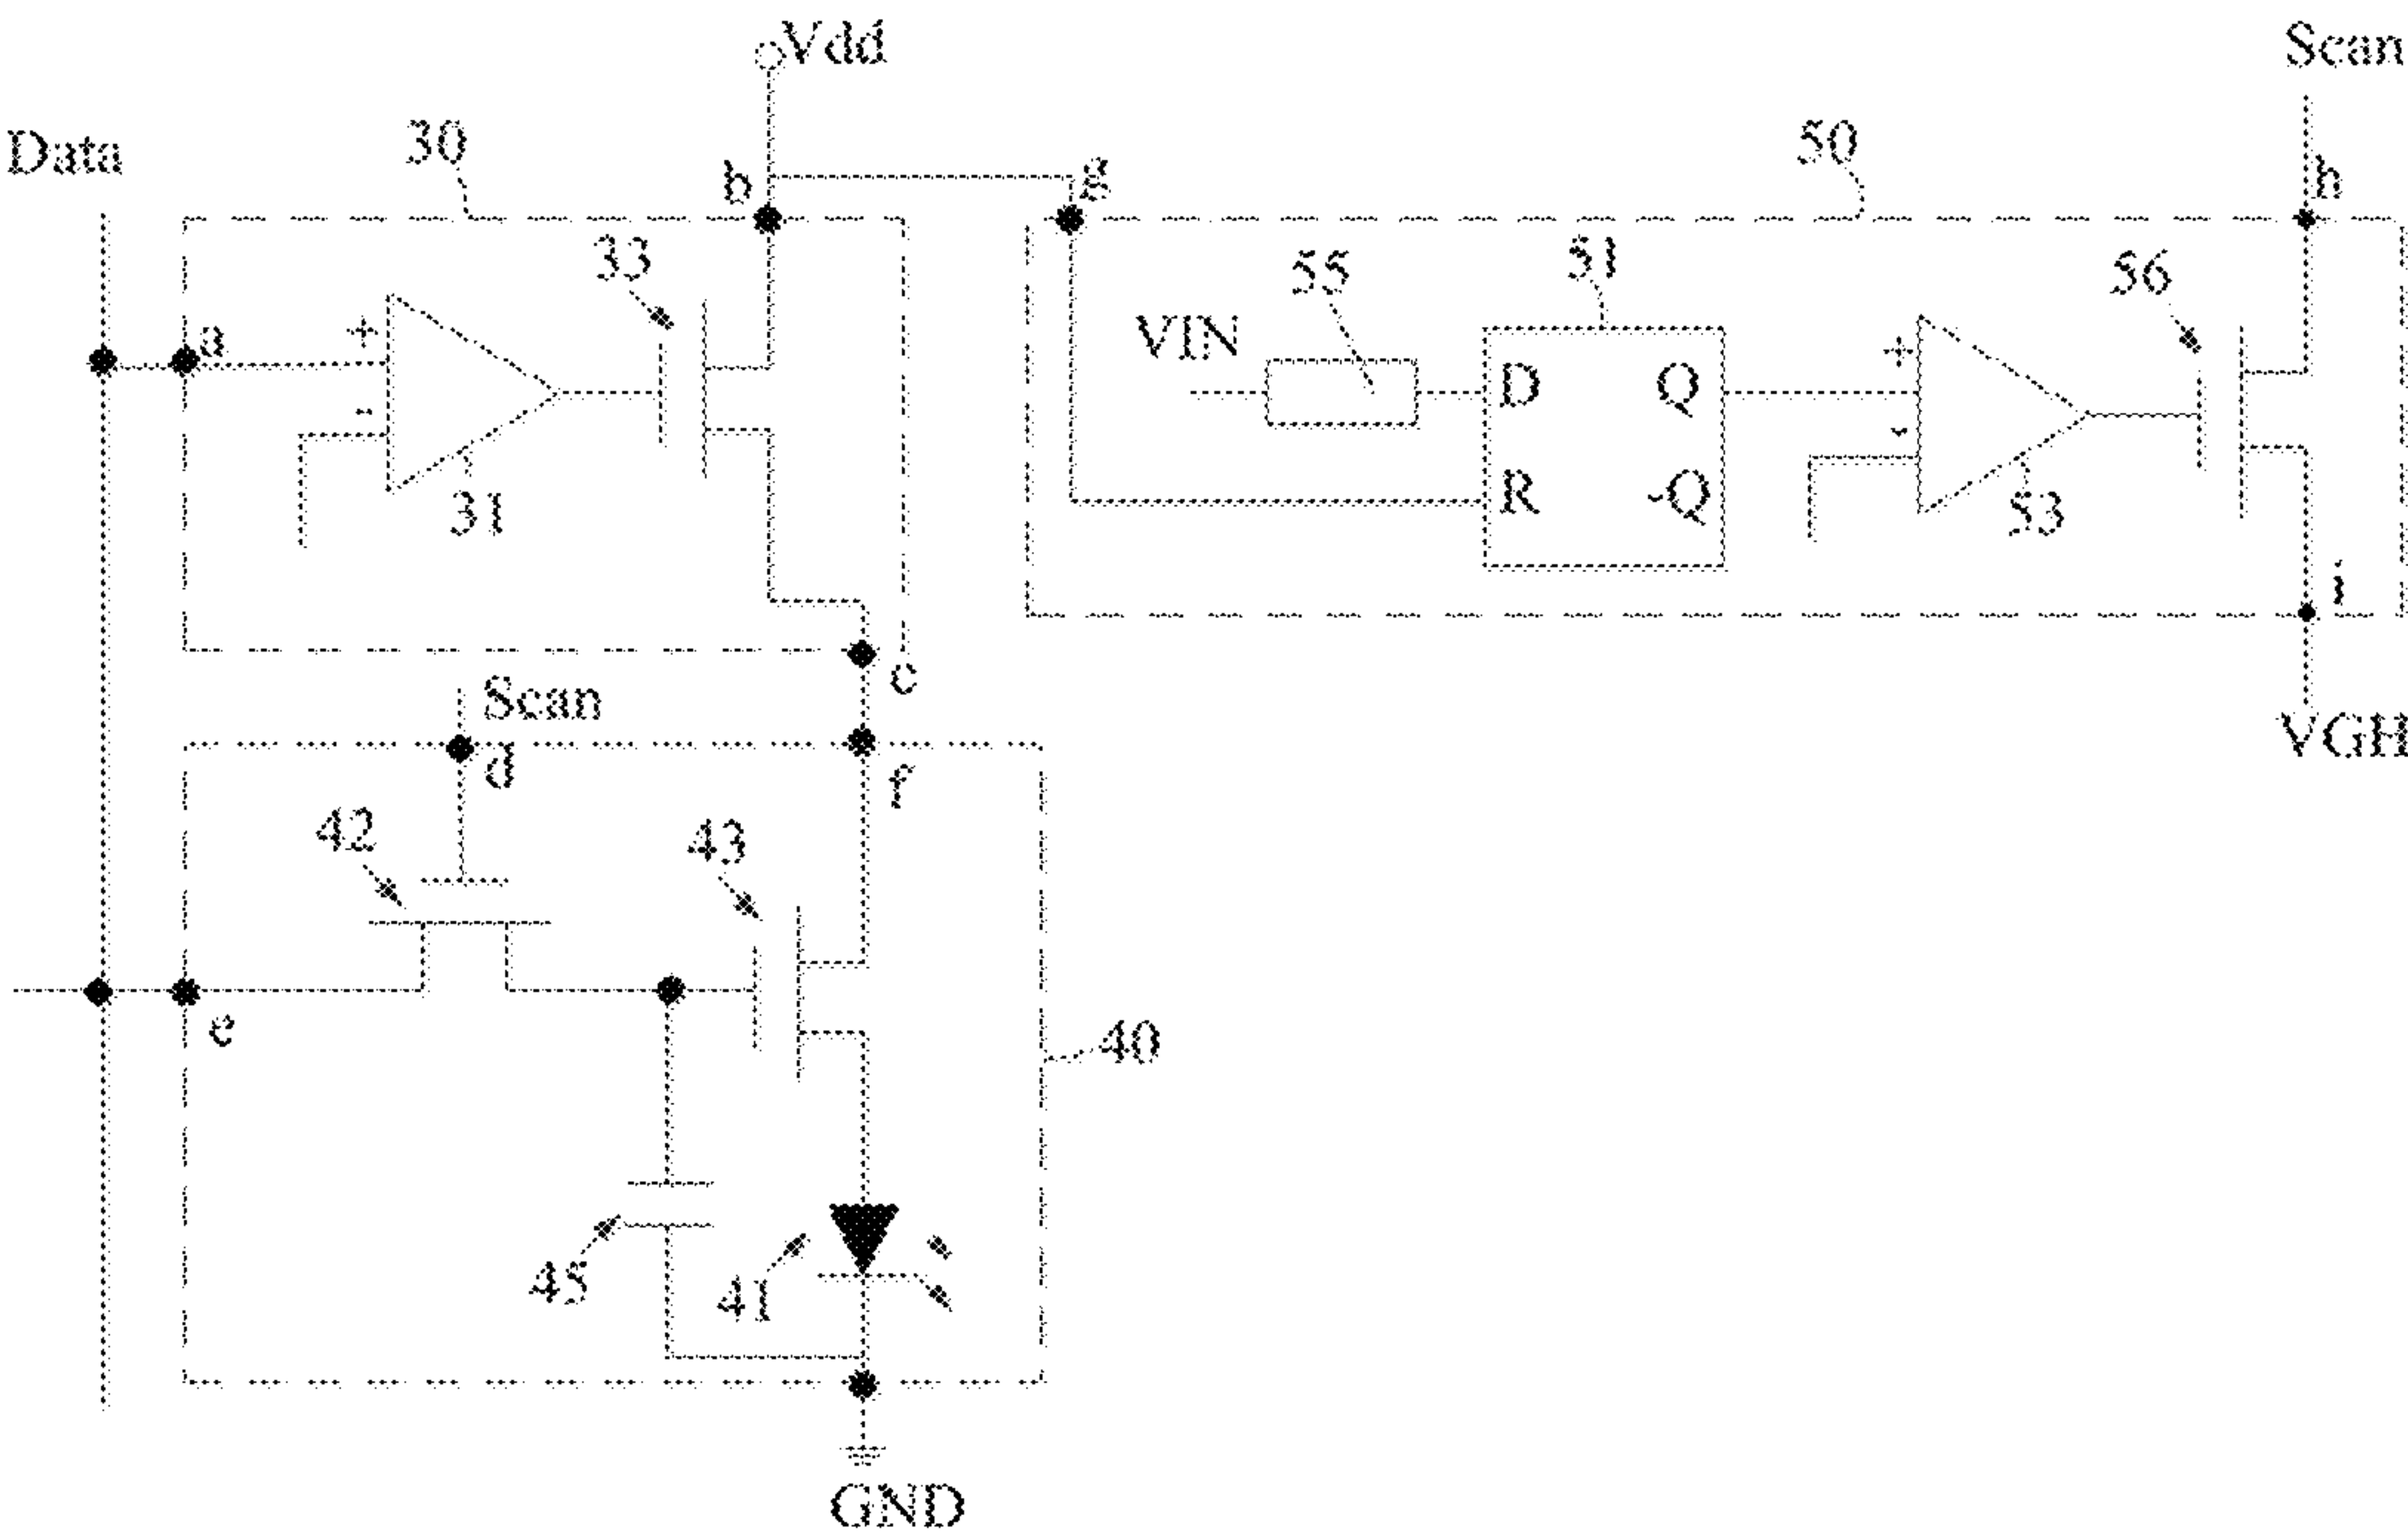 Vdd
Scan
Data
30
50
b
g
h
33
55
51
56
a
+
VIN
+
D
Q
-
-
R
-Q
31
53
i
c
Scan
d
f
VGH
42
43
e
40
45
41
GND